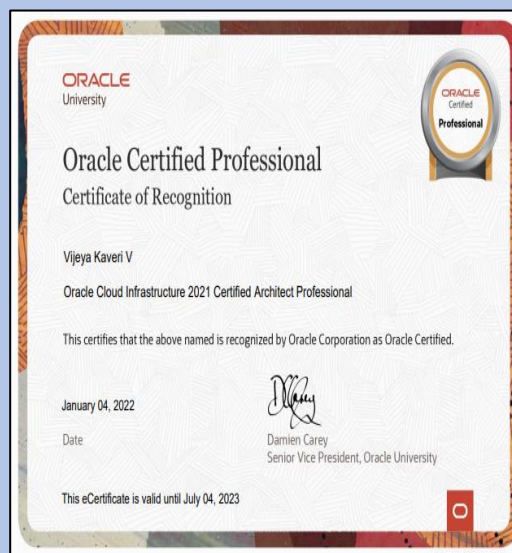 ORACLE
University
ORACLE
Certified
Professional
Oracle Certified Professional
Certificate of Recognition
Vijeya Kaveri V
Oracle Cloud Infrastructure 2021 Certified Architect Professional
This certifies that the above named is recognized by Oracle Corporation as Oracle Certified.
January 04, 2022
Date
Damien Carey
Senior Vice President, Oracle University
This eCertificate is valid until July 04, 2023